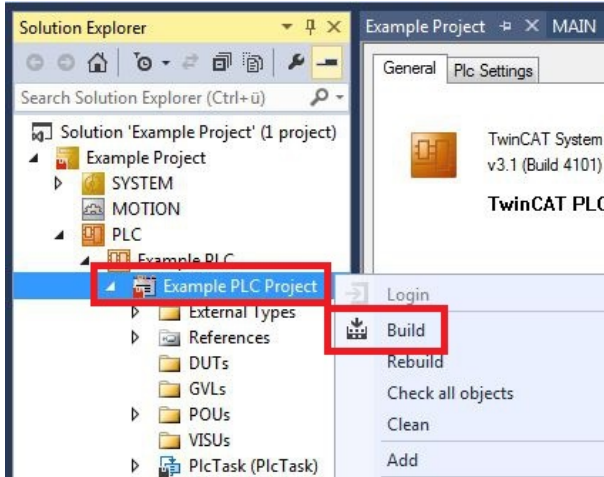 Solution Explorer
Example Project
MAIN
General
Plc Settings
Search Solution Explorer (Ctrl+ü)
Solution 'Example Project' (1 project)
Example Project
SYSTEM
MOTION
PLC
Example PLC
Example PLC Project
External Types
References
DUTs
GVLs
POUs
VISUs
PlcTask (PlcTask)
TwinCAT System
v3.1 (Build 4101)
TwinCAT PLC
Login
Build
Rebuild
Check all objects
Clean
Add